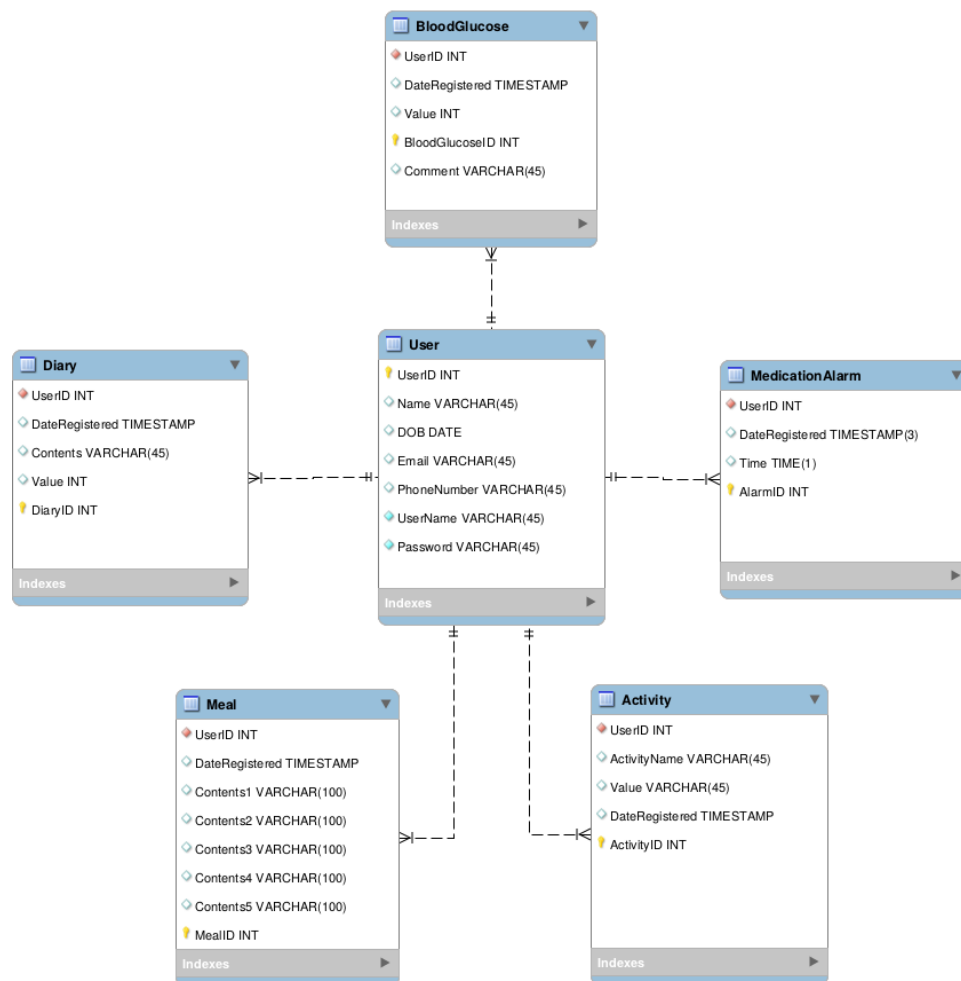 BloodGlucose
UserID INT
DateRegistered TIMESTAMP
Value INT
BloodGlucoseID INT
Comment VARCHAR(45)
Indexes
Diary
UserID INT
DateRegistered TIMESTAMP
Contents VARCHAR(45)
Value INT
DiaryID INT
Indexes
User
UserID INT
Name VARCHAR(45)
DOB DATE
Email VARCHAR(45)
PhoneNumber VARCHAR(45)
UserName VARCHAR(45)
Password VARCHAR(45)
Indexes
MedicationAlarm
UserID INT
DateRegistered TIMESTAMP(3)
Time TIME(1)
AlarmID INT
Indexes
Meal
UserID INT
DateRegistered TIMESTAMP
Contents1 VARCHAR(100)
Contents2 VARCHAR(100)
Contents3 VARCHAR(100)
Contents4 VARCHAR(100)
Contents5 VARCHAR(100)
MealID INT
Indexes
Activity
UserID INT
ActivityName VARCHAR(45)
Value VARCHAR(45)
DateRegistered TIMESTAMP
ActivityID INT
Indexes